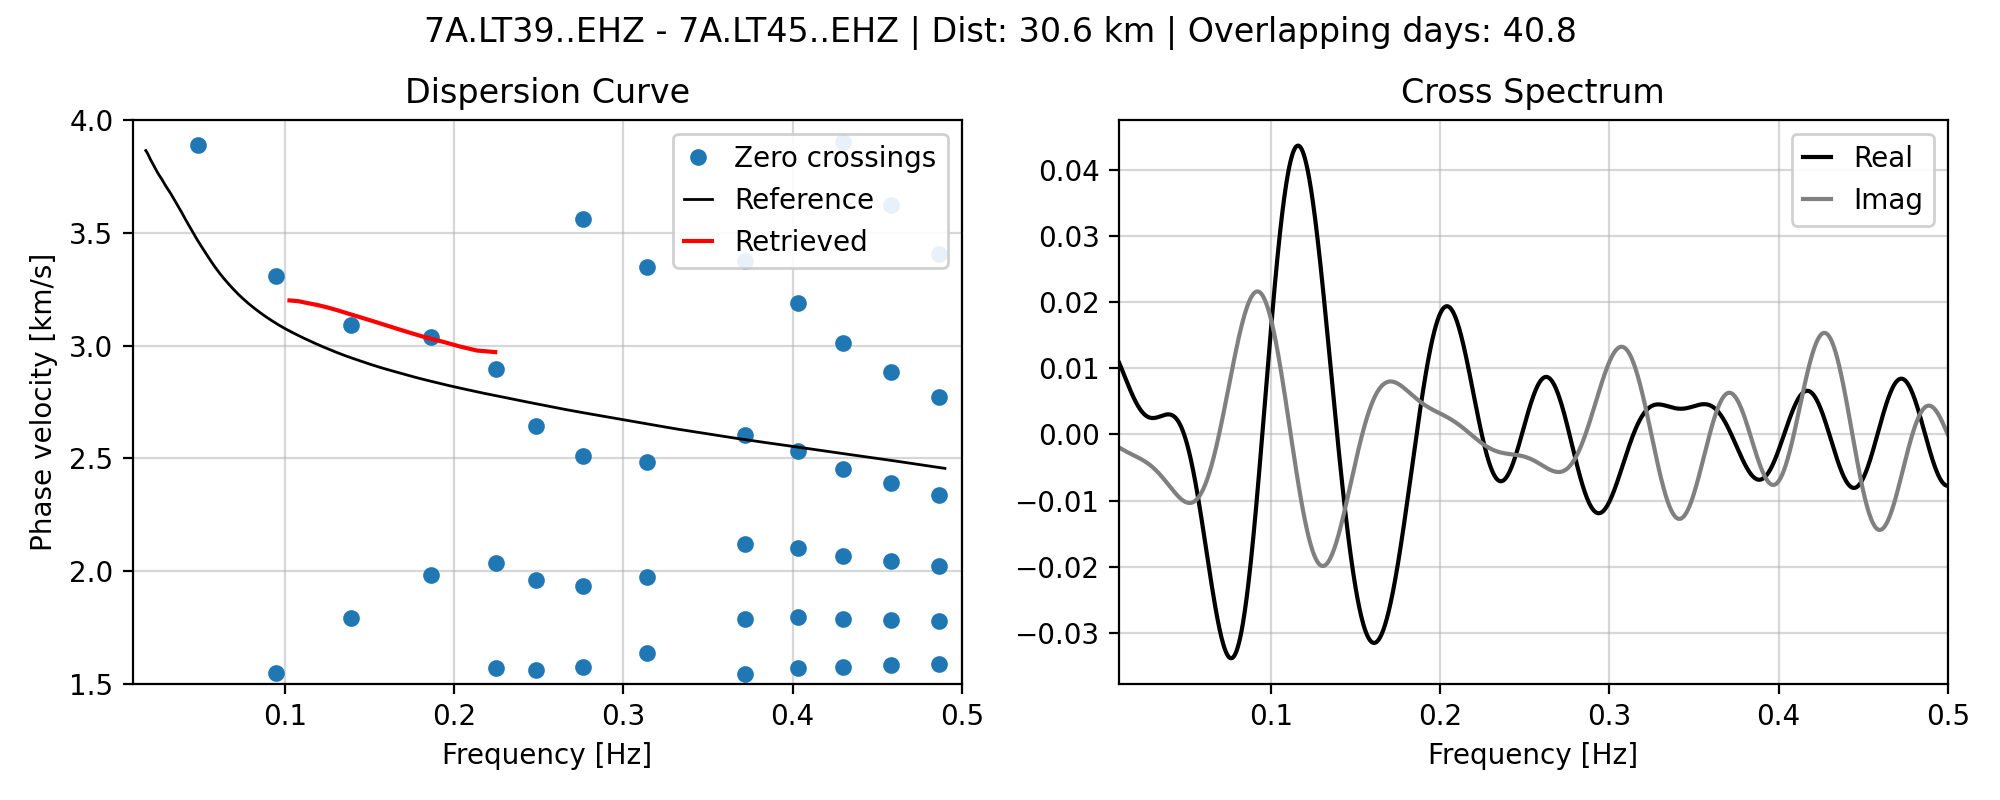 7A.LT39..EHZ - 7A.LT45..EHZ | Dist: 30.6 km | Overlapping days: 40.8
Dispersion Curve
4.0
3.5
3.0
2.5
2.0
1.5
Phase velocity [km/s]
Zero crossings
Reference
Retrieved
0.1
0.2
0.3
0.4
0.5
Frequency [Hz]
Cross Spectrum
0.04
0.03
0.02
0.01
0.00
−0.01
−0.02
−0.03
Real
Imag
0.1
0.2
0.3
0.4
0.5
Frequency [Hz]